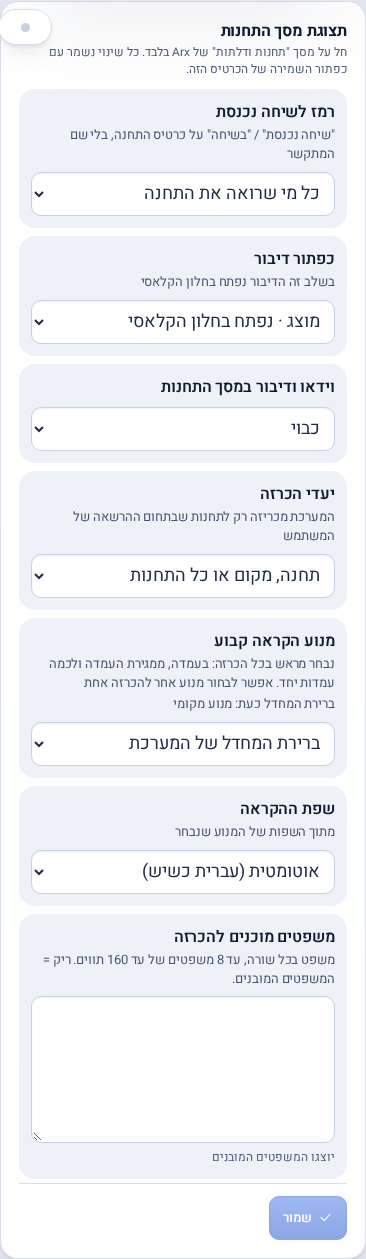 תצוגת מסך התחנות
חל על מסך "תחנות ודלתות" של Arx בלבד. כל שינוי נשמר עם
כפתור השמירה של הכרטיס הזה.
רמז לשיחה נכנסת
"שיחה נכנסת" / "בשיחה" על כרטיס התחנה, בלי שם
המתקשר
כל מי שרואה את התחנה
כפתור דיבור
בשלב זה הדיבור נפתח בחלון הקלאסי
מוצג · נפתח בחלון הקלאסי
וידאו ודיבור במסך התחנות
כבוי
יעדי הכרזה
המערכת מכריזה רק לתחנות שבתחום ההרשאה של
המשתמש
תחנה, מקום או כל התחנות
מנוע הקראה קבוע
נבחר מראש בכל הכרזה: בעמדה, ממגירת העמדה ולכמה
עמדות יחד. אפשר לבחור מנוע אחר להכרזה אחת
ברירת המחדל כעת: מנוע מקומי
ברירת המחדל של המערכת
שפת ההקראה
מתוך השפות של המנוע שנבחר
אוטומטית (עברית כשיש)
משפטים מוכנים להכרזה
משפט בכל שורה, עד 8 משפטים של עד 160 תווים. ריק =
המשפטים המובנים.
יוצגו המשפטים המובנים
שמור